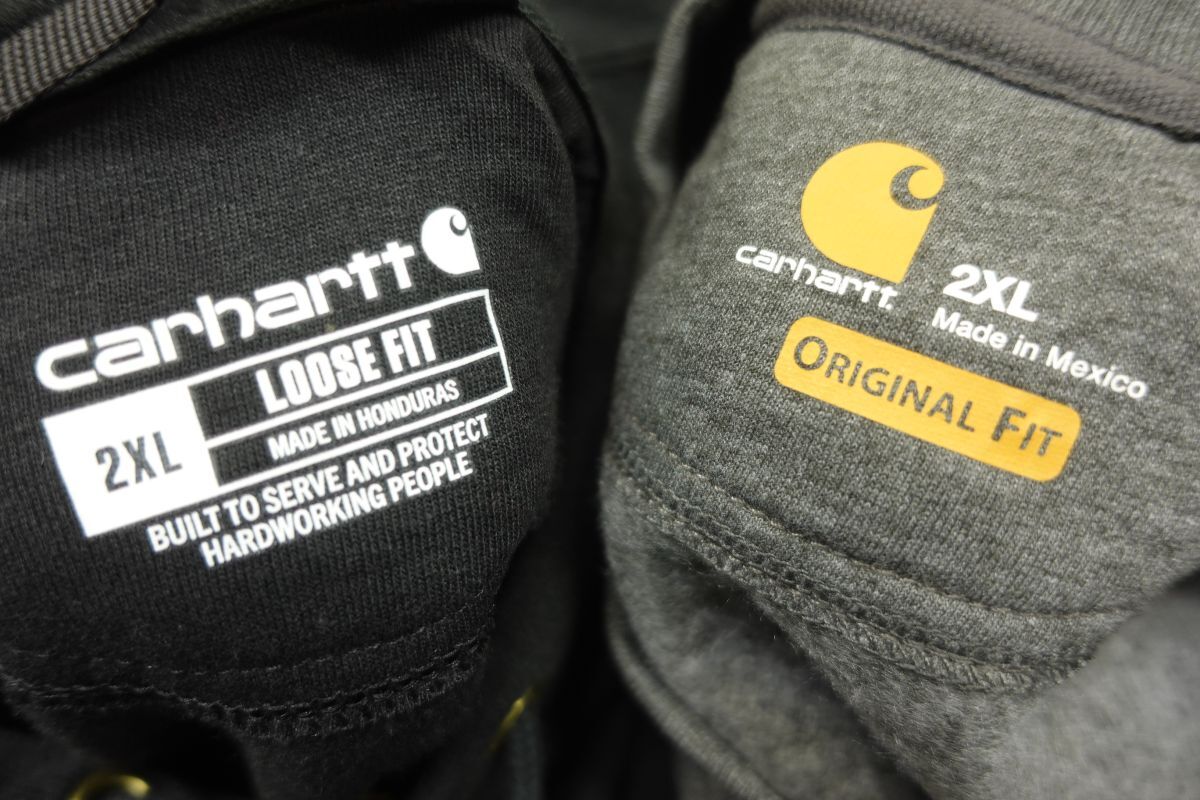 carhartt
LOOSE FIT
2XL
MADE IN HONDURAS
BUILT TO SERVE AND PROTECT
HARDWORKING PEOPLE
carhartt
2XL
Made in Mexico
ORIGINAL FIT